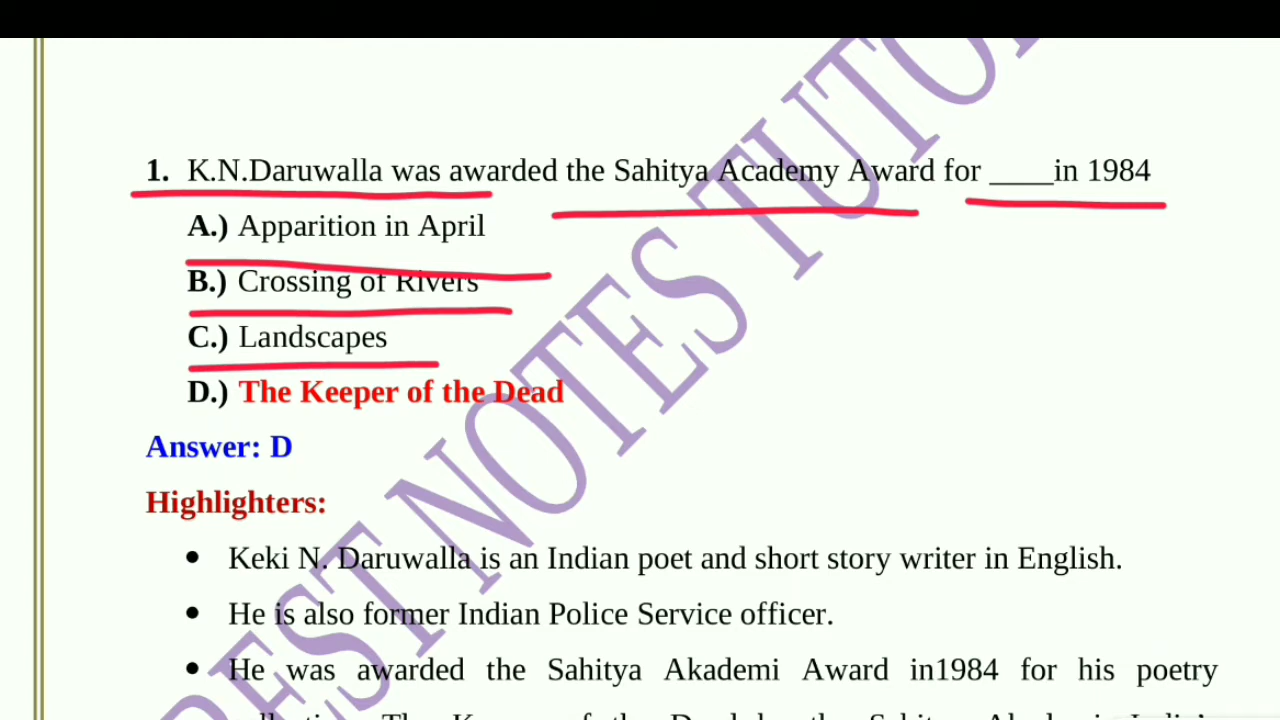 1. K.N.Daruwalla was awarded the Sahitya Academy Award for ____in 1984
A.) Apparition in April
B.) Crossing of Rivers
C.) Landscapes
D.) The Keeper of the Dead
Answer: D
Highlighters:
• Keki N. Daruwalla is an Indian poet and short story writer in English.
• He is also former Indian Police Service officer.
• He was awarded the Sahitya Akademi Award in1984 for his poetry
BEST NOTES TUTOR